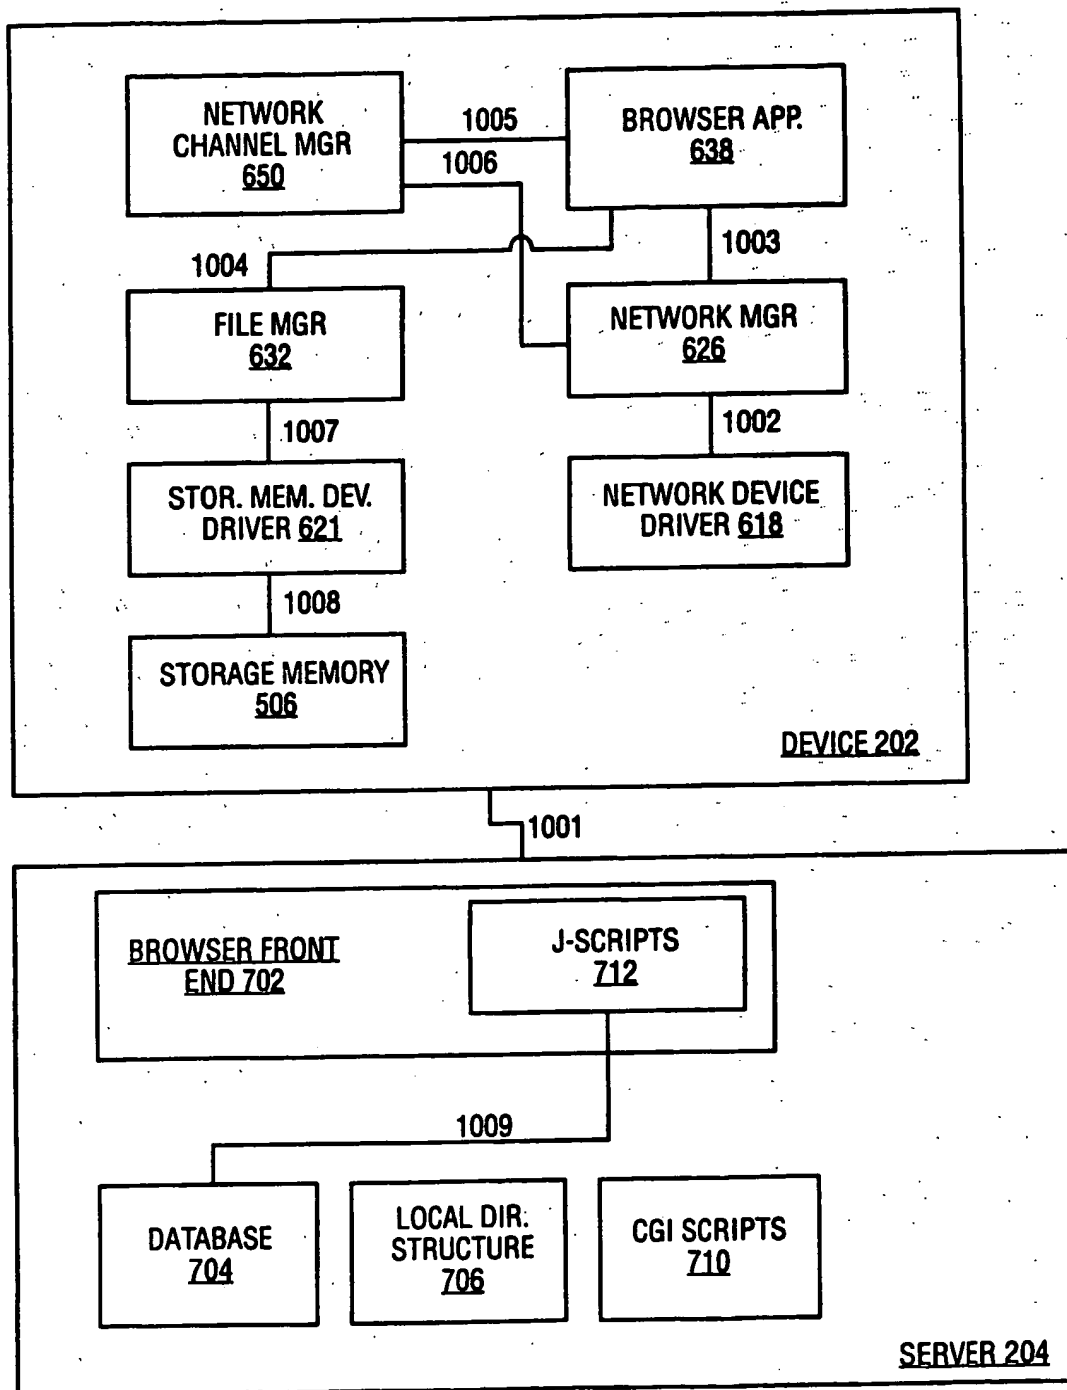 NETWORK
CHANNEL MGR
650
1005
1006
BROWSER APP.
638
1004
1003
FILE MGR
632
NETWORK MGR
626
1007
1002
STOR. MEM. DEV.
DRIVER 621
NETWORK DEVICE
DRIVER 618
1008
STORAGE MEMORY
506
DEVICE 202
1001
BROWSER FRONT
END 702
J-SCRIPTS
712
1009
DATABASE
704
LOCAL DIR.
STRUCTURE
706
CGI SCRIPTS
710
SERVER 204